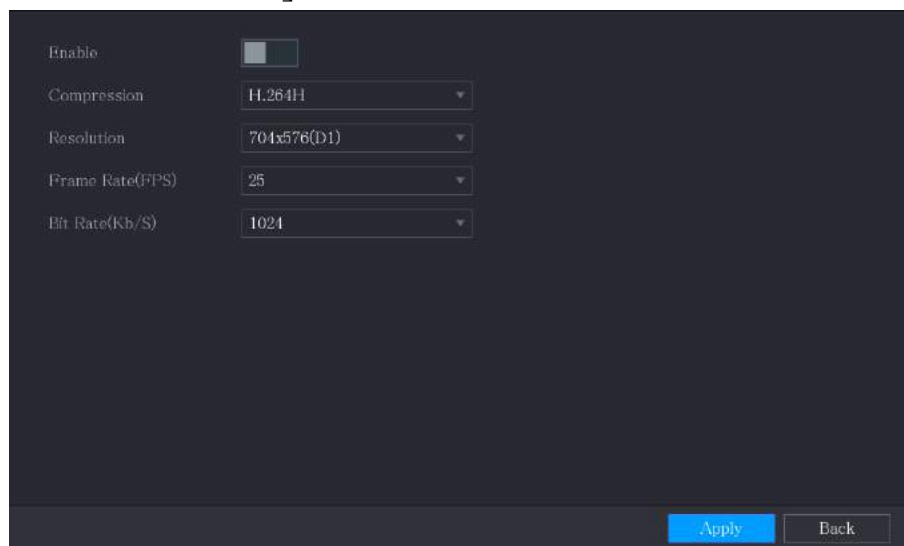 Enable
Compression H.264H
Resolution 704x576(D1)
Frame Rate(FPS) 25
Bit Rate(Kb/S) 1024
Apply Back